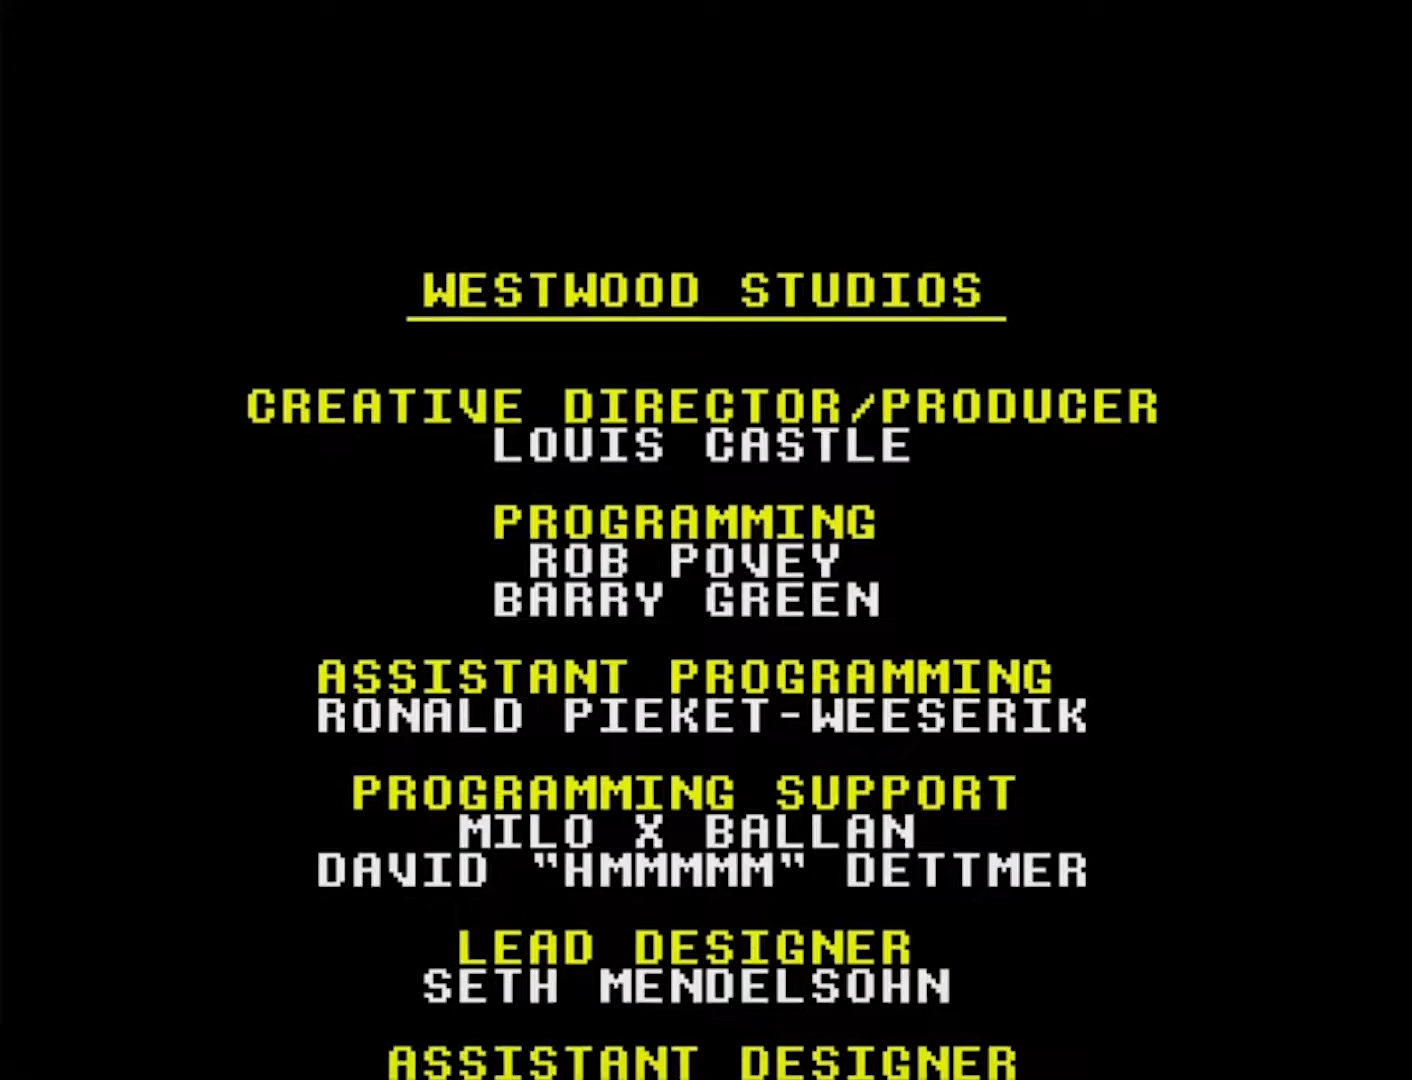 WESTWOOD STUDIOS
CREATIVE DIRECTOR/PRODUCER
LOUIS CASTLE
PROGRAMMING
ROB POVEY
BARRY GREEN
ASSISTANT PROGRAMMING
RONALD PIEKET-WEESERIK
PROGRAMMING SUPPORT
MILO X BALLAN
DAVID "HMMMMM" DETTMER
LEAD DESIGNER
SETH MENDELSOHN
ASSISTANT DESIGNER